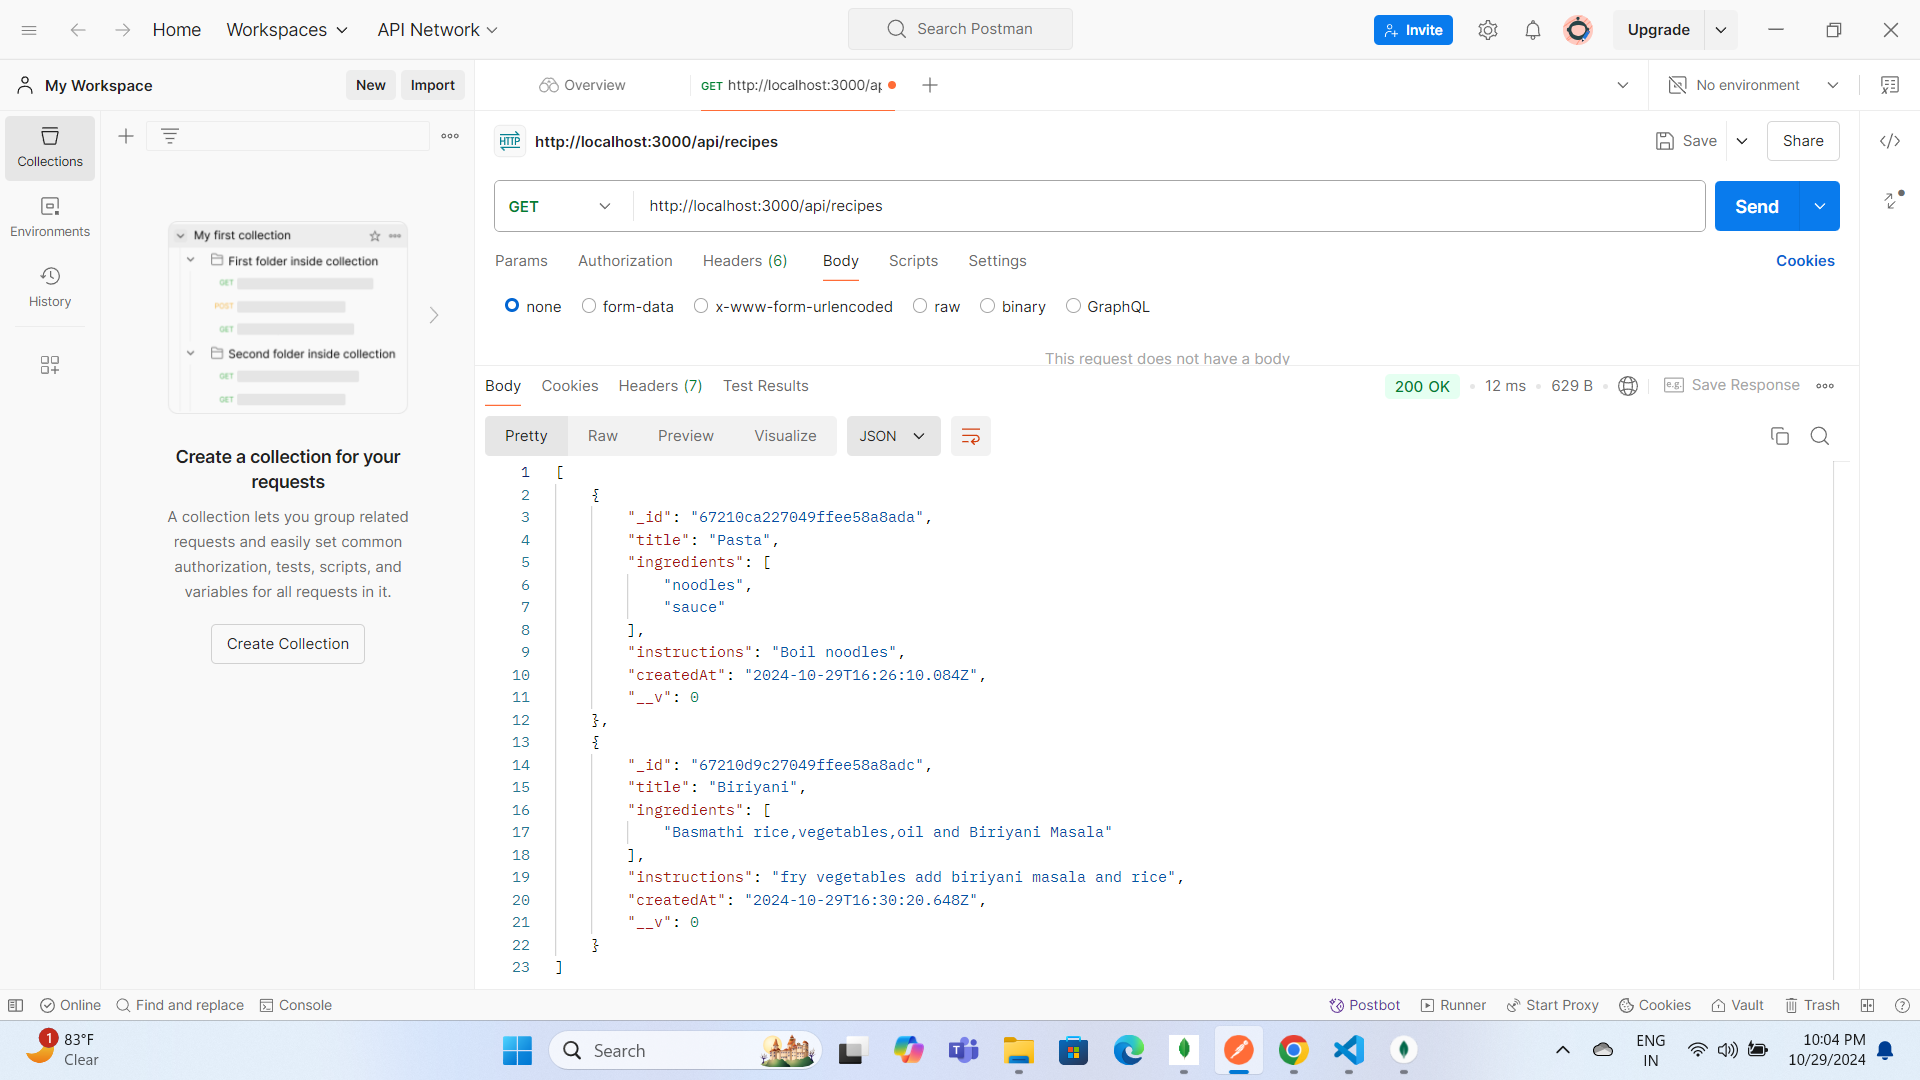 Home Workspaces API Network Search Postman Invite Upgrade
My Workspace New Import Overview GET http://localhost:3000/ap No environment
Collections
Environments
History
My first collection
First folder inside collection
GET
POST
GET
Second folder inside collection
GET
GET
Create a collection for your
requests
A collection lets you group related
requests and easily set common
authorization, tests, scripts, and
variables for all requests in it.
Create Collection
HTTP http://localhost:3000/api/recipes Save Share
GET http://localhost:3000/api/recipes Send
Params Authorization Headers (6) Body Scripts Settings Cookies
none form-data x-www-form-urlencoded raw binary GraphQL
This request does not have a body
Body Cookies Headers (7) Test Results 200 OK 12 ms 629 B e.g. Save Response
Pretty Raw Preview Visualize JSON
1 [
2 {
3 "_id": "67210ca227049ffee58a8ada",
4 "title": "Pasta",
5 "ingredients": [
6 "noodles",
7 "sauce"
8 ],
9 "instructions": "Boil noodles",
10 "createdAt": "2024-10-29T16:26:10.084Z",
11 "__v": 0
12 },
13 {
14 "_id": "67210d9c27049ffee58a8adc",
15 "title": "Biriyani",
16 "ingredients": [
17 "Basmathi rice,vegetables,oil and Biriyani Masala"
18 ],
19 "instructions": "fry vegetables add biriyani masala and rice",
20 "createdAt": "2024-10-29T16:30:20.648Z",
21 "__v": 0
22 }
23 ]
Online Find and replace Console Postbot Runner Start Proxy Cookies Vault Trash
1 83°F
Clear
Search
ENG
IN
10:04 PM
10/29/2024